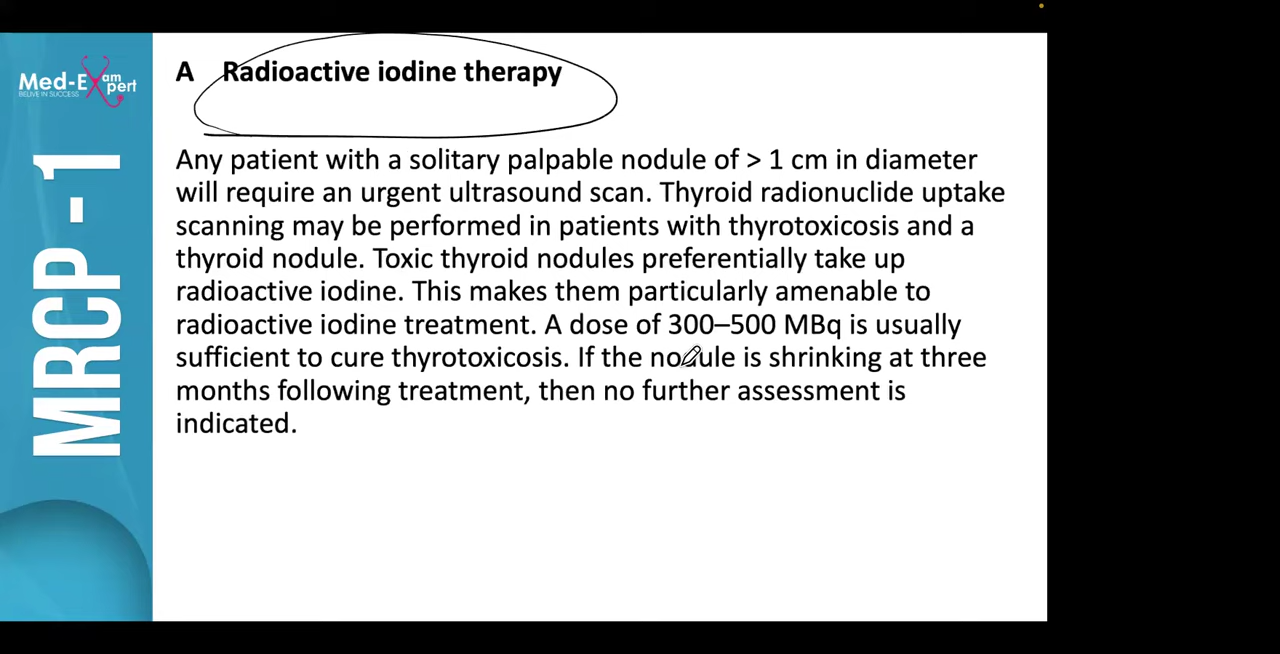 Med-Exam
pert
BELIVE IN SUCCESS
MRCP - 1
A Radioactive iodine therapy
Any patient with a solitary palpable nodule of > 1 cm in diameter
will require an urgent ultrasound scan. Thyroid radionuclide uptake
scanning may be performed in patients with thyrotoxicosis and a
thyroid nodule. Toxic thyroid nodules preferentially take up
radioactive iodine. This makes them particularly amenable to
radioactive iodine treatment. A dose of 300–500 MBq is usually
sufficient to cure thyrotoxicosis. If the nodule is shrinking at three
months following treatment, then no further assessment is
indicated.